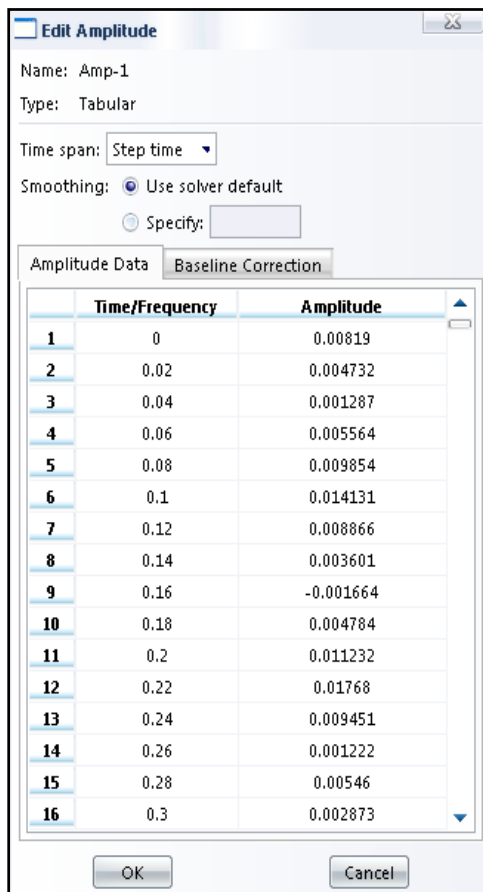 Edit Amplitude
Name: Amp-1
Type: Tabular
Time span: Step time
Smoothing: Use solver default
Specify:
Amplitude Data Baseline Correction
Time/Frequency Amplitude
1 0 0.00819
2 0.02 0.004732
3 0.04 0.001287
4 0.06 0.005564
5 0.08 0.009854
6 0.1 0.014131
7 0.12 0.008866
8 0.14 0.003601
9 0.16 -0.001664
10 0.18 0.004784
11 0.2 0.011232
12 0.22 0.01768
13 0.24 0.009451
14 0.26 0.001222
15 0.28 0.00546
16 0.3 0.002873
OK Cancel